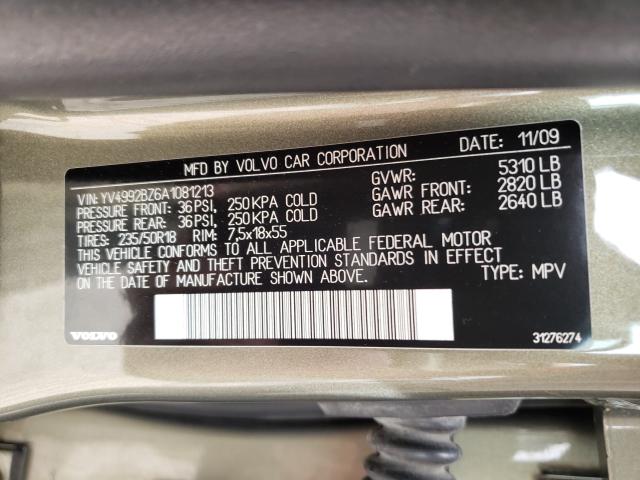 MFD BY VOLVO CAR CORPORATION DATE: 11/09
VIN: YV4992BZ6A1081213 GVWR: 5310 LB
PRESSURE FRONT: 36 PSI, 250 KPA COLD GAWR FRONT: 2820 LB
PRESSURE REAR: 36 PSI, 250 KPA COLD GAWR REAR: 2640 LB
TIRES: 235/50R18 RIM: 7,5x18x55
THIS VEHICLE CONFORMS TO ALL APPLICABLE FEDERAL MOTOR
VEHICLE SAFETY AND THEFT PREVENTION STANDARDS IN EFFECT
ON THE DATE OF MANUFACTURE SHOWN ABOVE. TYPE: MPV
VOLVO 31276274